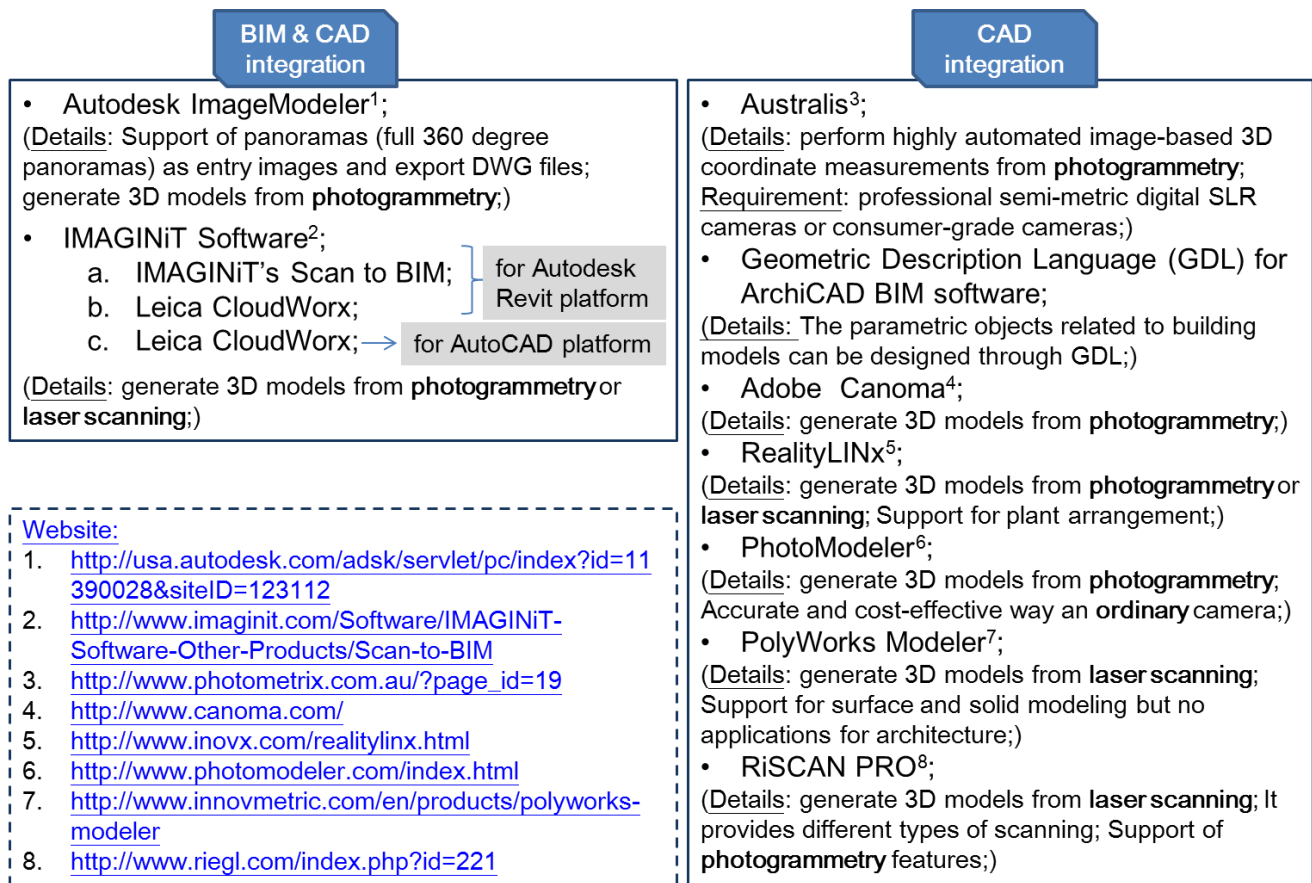 BIM & CAD
integration
• Autodesk ImageModeler¹;
(Details: Support of panoramas (full 360 degree
panoramas) as entry images and export DWG files;
generate 3D models from photogrammetry;)
• IMAGINiT Software²;
a. IMAGINiT's Scan to BIM;
b. Leica CloudWorx;
for Autodesk
Revit platform
c. Leica CloudWorx;
for AutoCAD platform
(Details: generate 3D models from photogrammetry or
laser scanning;)
Website:
1. http://usa.autodesk.com/adsk/servlet/pc/index?id=11
390028&siteID=123112
2. http://www.imaginit.com/Software/IMAGINiT-
Software-Other-Products/Scan-to-BIM
3. http://www.photometrix.com.au/?page_id=19
4. http://www.canoma.com/
5. http://www.inovx.com/realitylinx.html
6. http://www.photomodeler.com/index.html
7. http://www.innovmetric.com/en/products/polyworks-
modeler
8. http://www.riegl.com/index.php?id=221
CAD
integration
• Australis³;
(Details: perform highly automated image-based 3D
coordinate measurements from photogrammetry;
Requirement: professional semi-metric digital SLR
cameras or consumer-grade cameras;)
• Geometric Description Language (GDL) for
ArchiCAD BIM software;
(Details: The parametric objects related to building
models can be designed through GDL;)
• Adobe Canoma⁴;
(Details: generate 3D models from photogrammetry;)
• RealityLINx⁵;
(Details: generate 3D models from photogrammetry or
laser scanning; Support for plant arrangement;)
• PhotoModeler⁶;
(Details: generate 3D models from photogrammetry;
Accurate and cost-effective way an ordinary camera;)
• PolyWorks Modeler⁷;
(Details: generate 3D models from laser scanning;
Support for surface and solid modeling but no
applications for architecture;)
• RiSCAN PRO⁸;
(Details: generate 3D models from laser scanning; It
provides different types of scanning; Support of
photogrammetry features;)